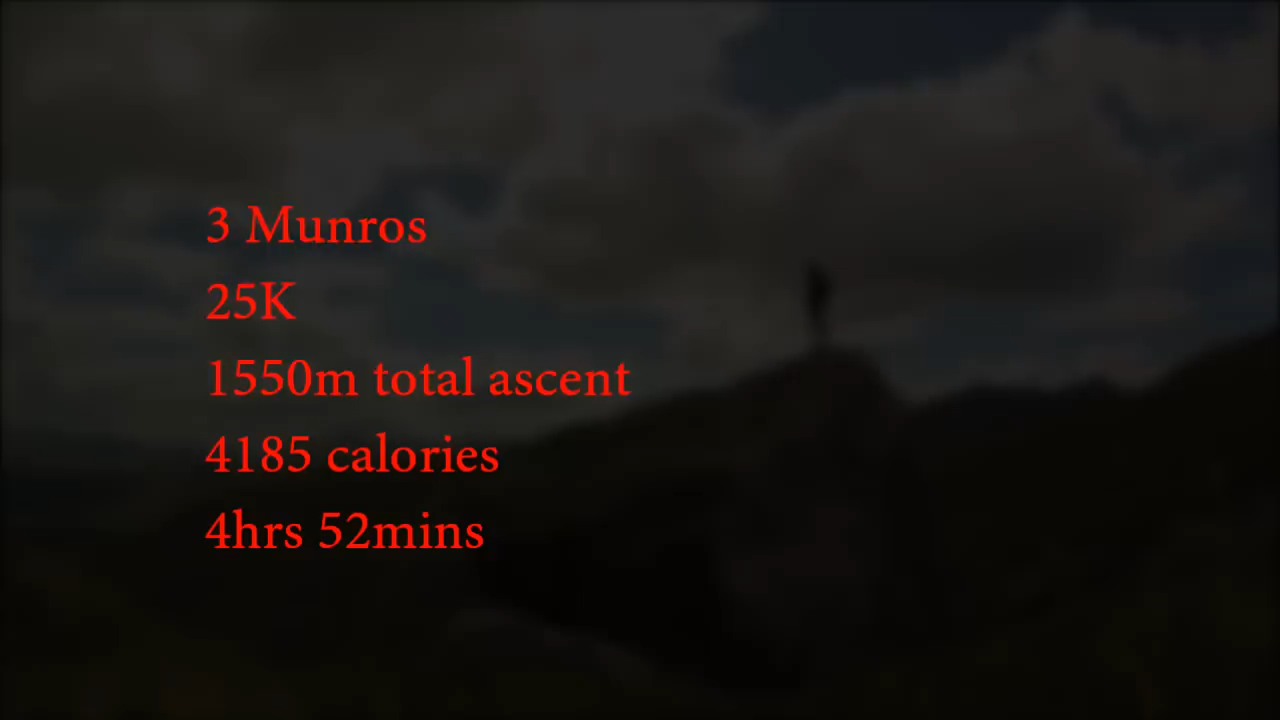 3 Munros
25K
1550m total ascent
4185 calories
4hrs 52mins